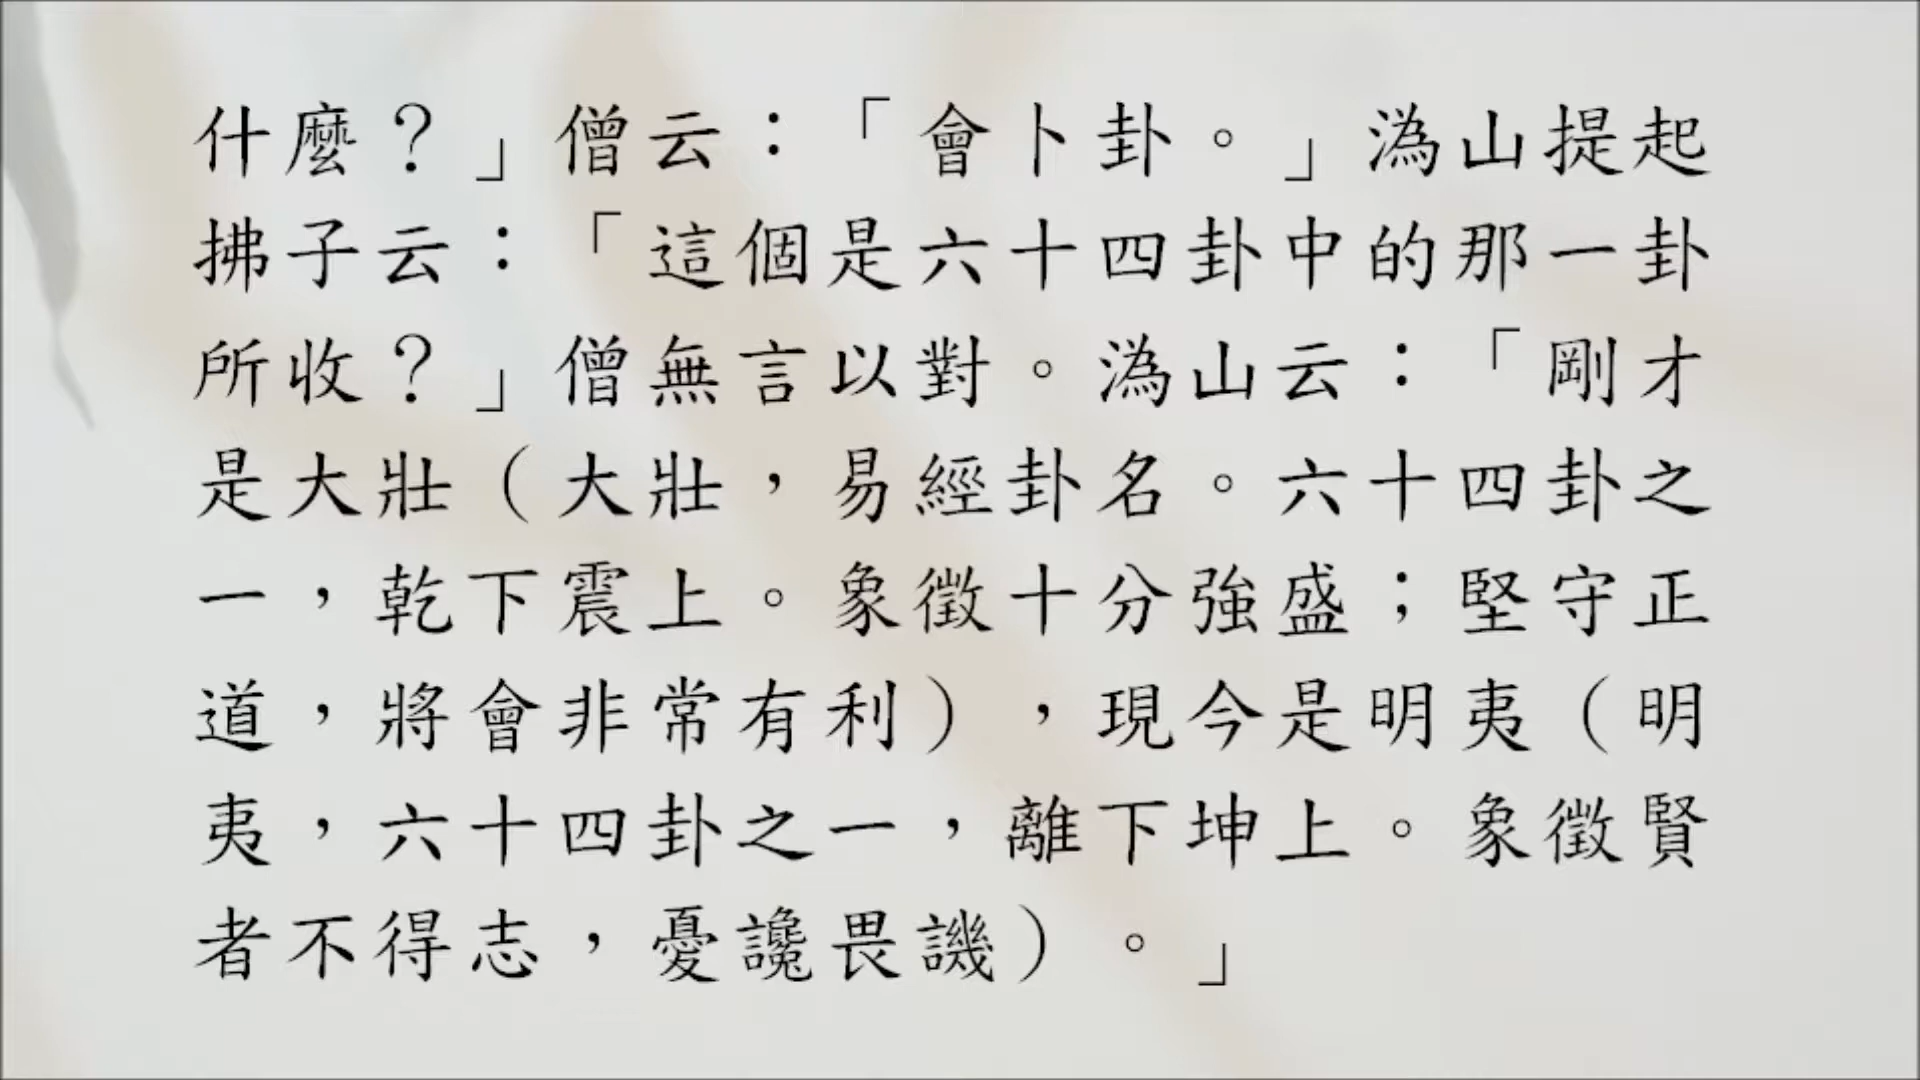 什麼？」僧云：「會卜卦。」溈山提起
拂子云：「這個是六十四卦中的那一卦
所收？」僧無言以對。溈山云：「剛才
是大壯（大壯，易經卦名。六十四卦之
一，乾下震上。象徵十分強盛；堅守正
道，將會非常有利），現今是明夷（明
夷，六十四卦之一，離下坤上。象徵賢
者不得志，憂讒畏譏）。」